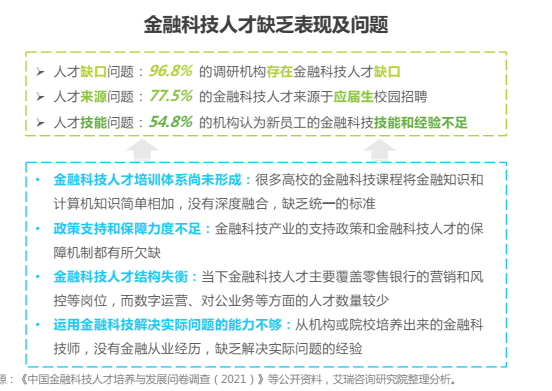 金融科技人才缺乏表现及问题
➢ 人才缺口问题：96.8% 的调研机构存在金融科技人才缺口
➢ 人才来源问题：77.5% 的金融科技人才来源于应届生校园招聘
➢ 人才技能问题：54.8% 的机构认为新员工的金融科技技能和经验不足
• 金融科技人才培训体系尚未形成：很多高校的金融科技课程将金融知识和
计算机知识简单相加，没有深度融合，缺乏统一的标准
• 政策支持和保障力度不足：金融科技产业的支持政策和金融科技人才的保
障机制都有所欠缺
• 金融科技人才结构失衡：当下金融科技人才主要覆盖零售银行的营销和风
控等岗位，而数字运营、对公业务等方面的人才数量较少
• 运用金融科技解决实际问题的能力不够：从机构或院校培养出来的金融科
技师，没有金融从业经历，缺乏解决实际问题的经验
源：《中国金融科技人才培养与发展问卷调查（2021）》等公开资料，艾瑞咨询研究院整理分析。